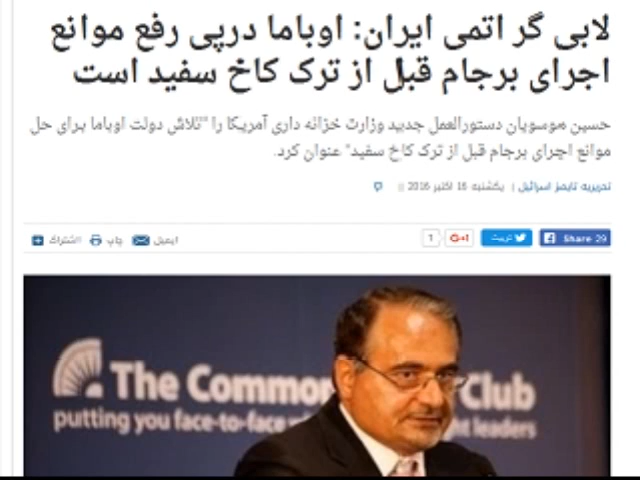 لابی گر اتمی ایران: اوباما درپی رفع موانع
اجرای برجام قبل از ترک کاخ سفید است
حسین موسویان دستورالعمل جدید وزارت خزانه داری آمریکا را "تلاش دولت اوباما برای حل
موانع اجرای برجام قبل از ترک کاخ سفید" عنوان کرد.
تحریریه تایمز اسرائیل | یکشنبه 16 اکتبر 2016 |
Share 29 توییت G+1 1 ایمیل چاپ اشتراک
The Common Club
putting you face-to-face leaders